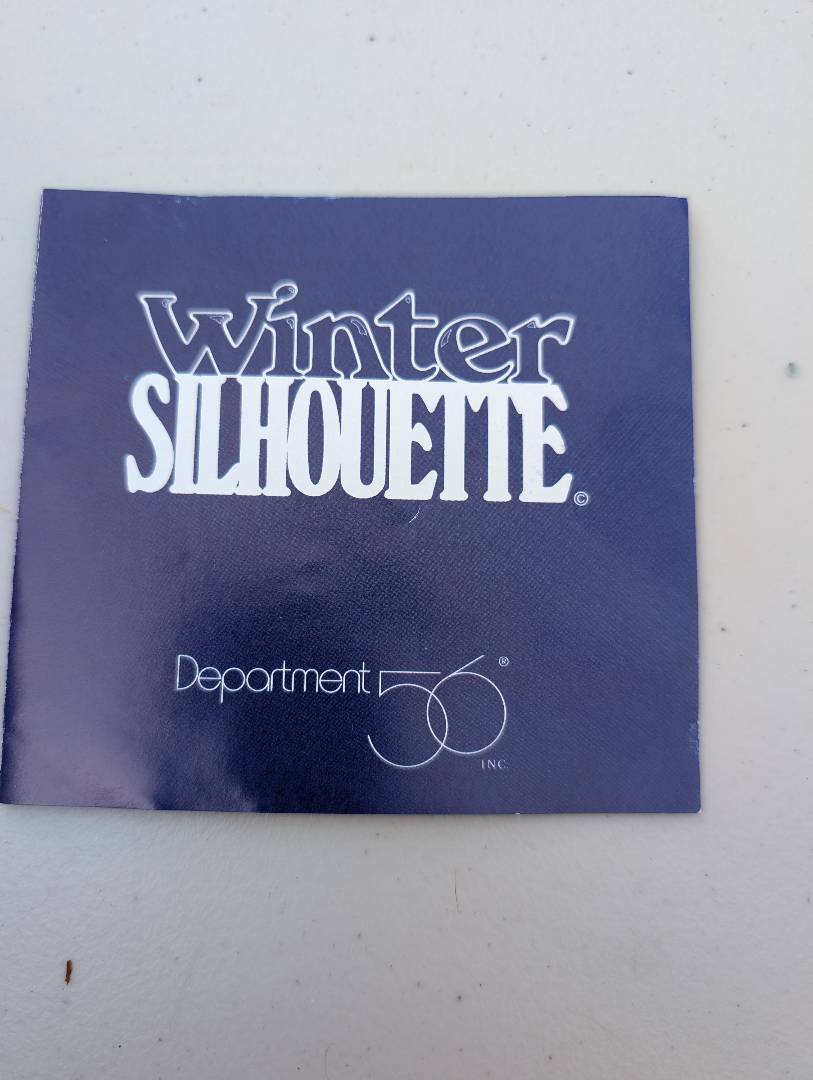 Winter
SILHOUETTE ©
Department 56 ®
INC.